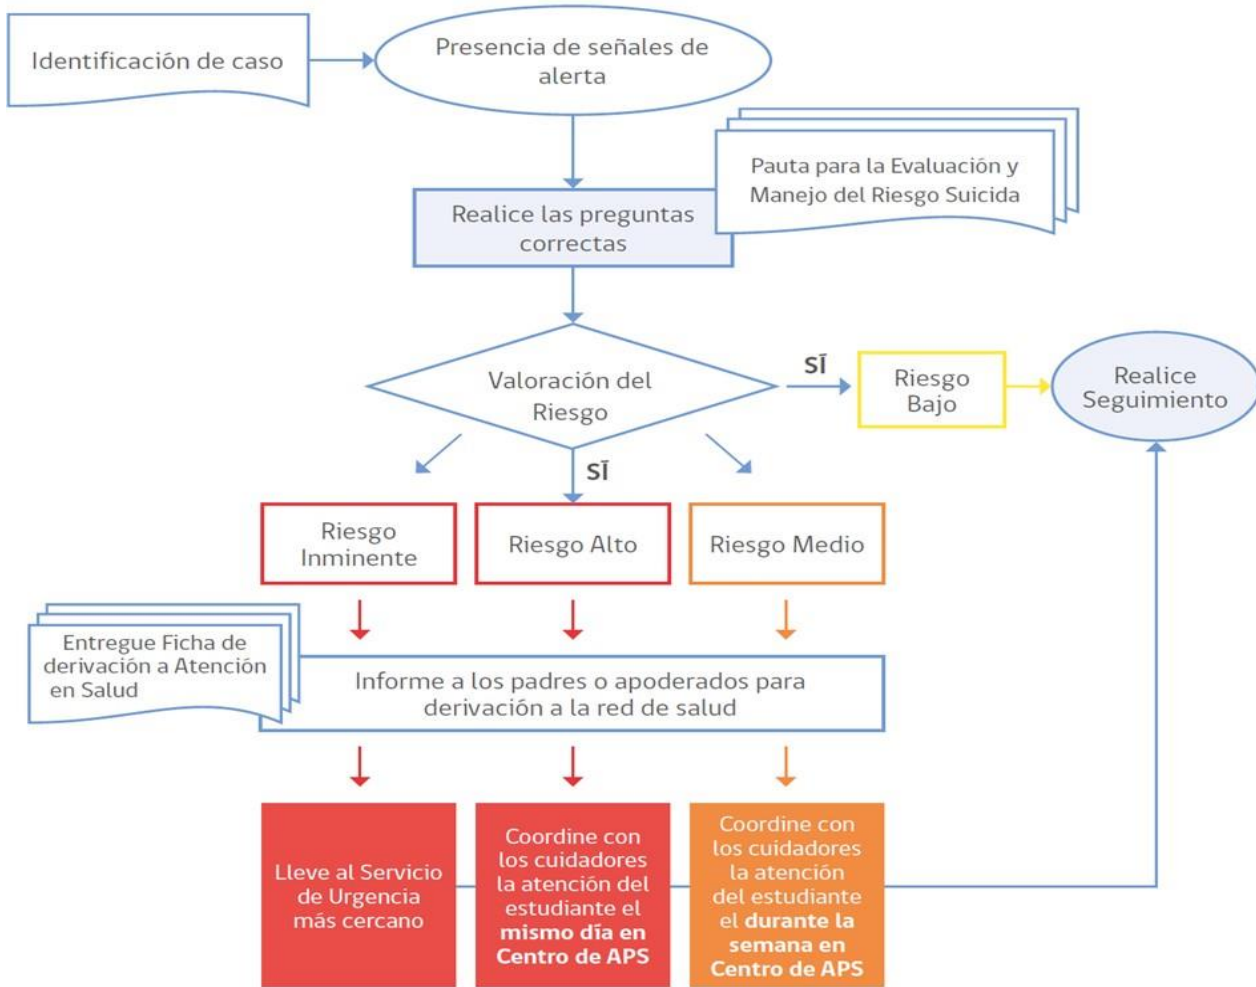 Identificación de caso
Presencia de señales de
alerta
Pauta para la Evaluación y
Manejo del Riesgo Suicida
Realice las preguntas
correctas
Valoración del
Riesgo
SÍ
Riesgo
Bajo
Realice
Seguimiento
SÍ
Riesgo
Inminente
Riesgo Alto
Riesgo Medio
Entregue Ficha de
derivación a Atención
en Salud
Informe a los padres o apoderados para
derivación a la red de salud
Lleve al Servicio
de Urgencia
más cercano
Coordine con
los cuidadores
la atención del
estudiante el
mismo día en
Centro de APS
Coordine con
los cuidadores
la atención
del estudiante
el durante la
semana en
Centro de APS